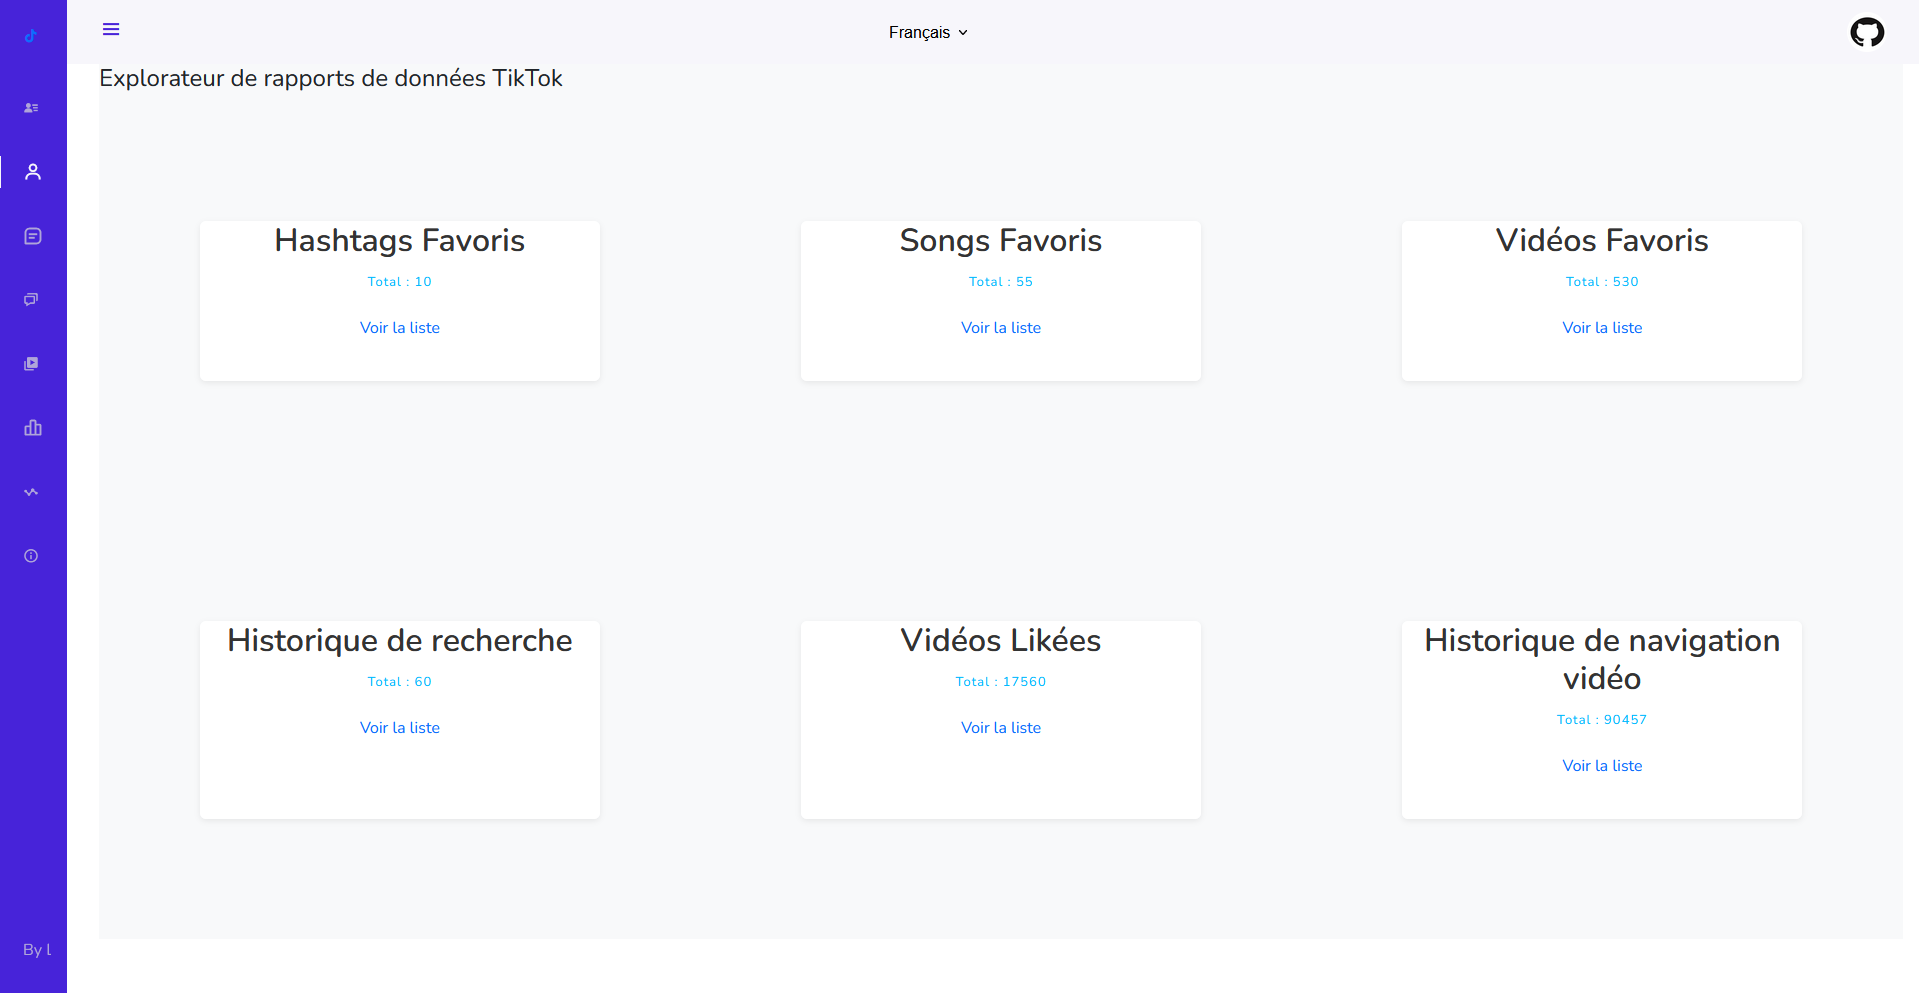 Français
Explorateur de rapports de données TikTok
Hashtags Favoris
Total : 10
Voir la liste
Songs Favoris
Total : 55
Voir la liste
Vidéos Favoris
Total : 530
Voir la liste
Historique de recherche
Total : 60
Voir la liste
Vidéos Likées
Total : 17560
Voir la liste
Historique de navigation
vidéo
Total : 90457
Voir la liste
By l